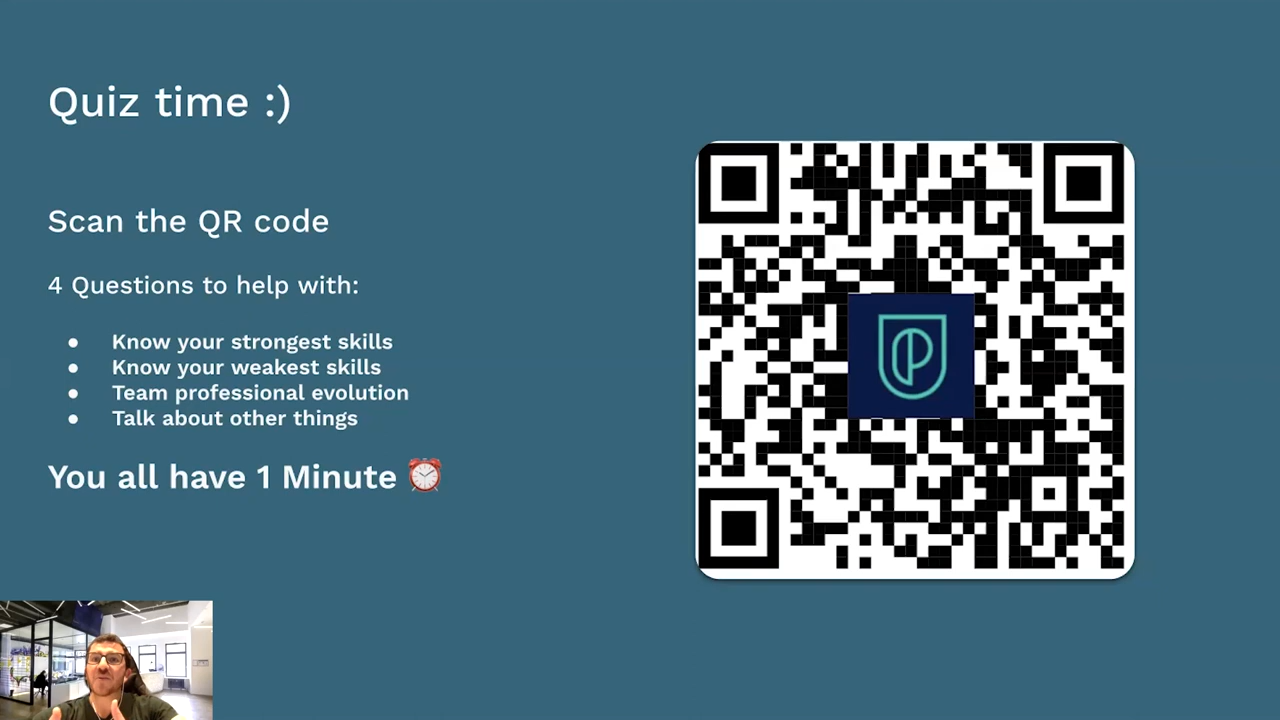 Quiz time :)
Scan the QR code
4 Questions to help with:
● Know your strongest skills
● Know your weakest skills
● Team professional evolution
● Talk about other things
You all have 1 Minute ⏰